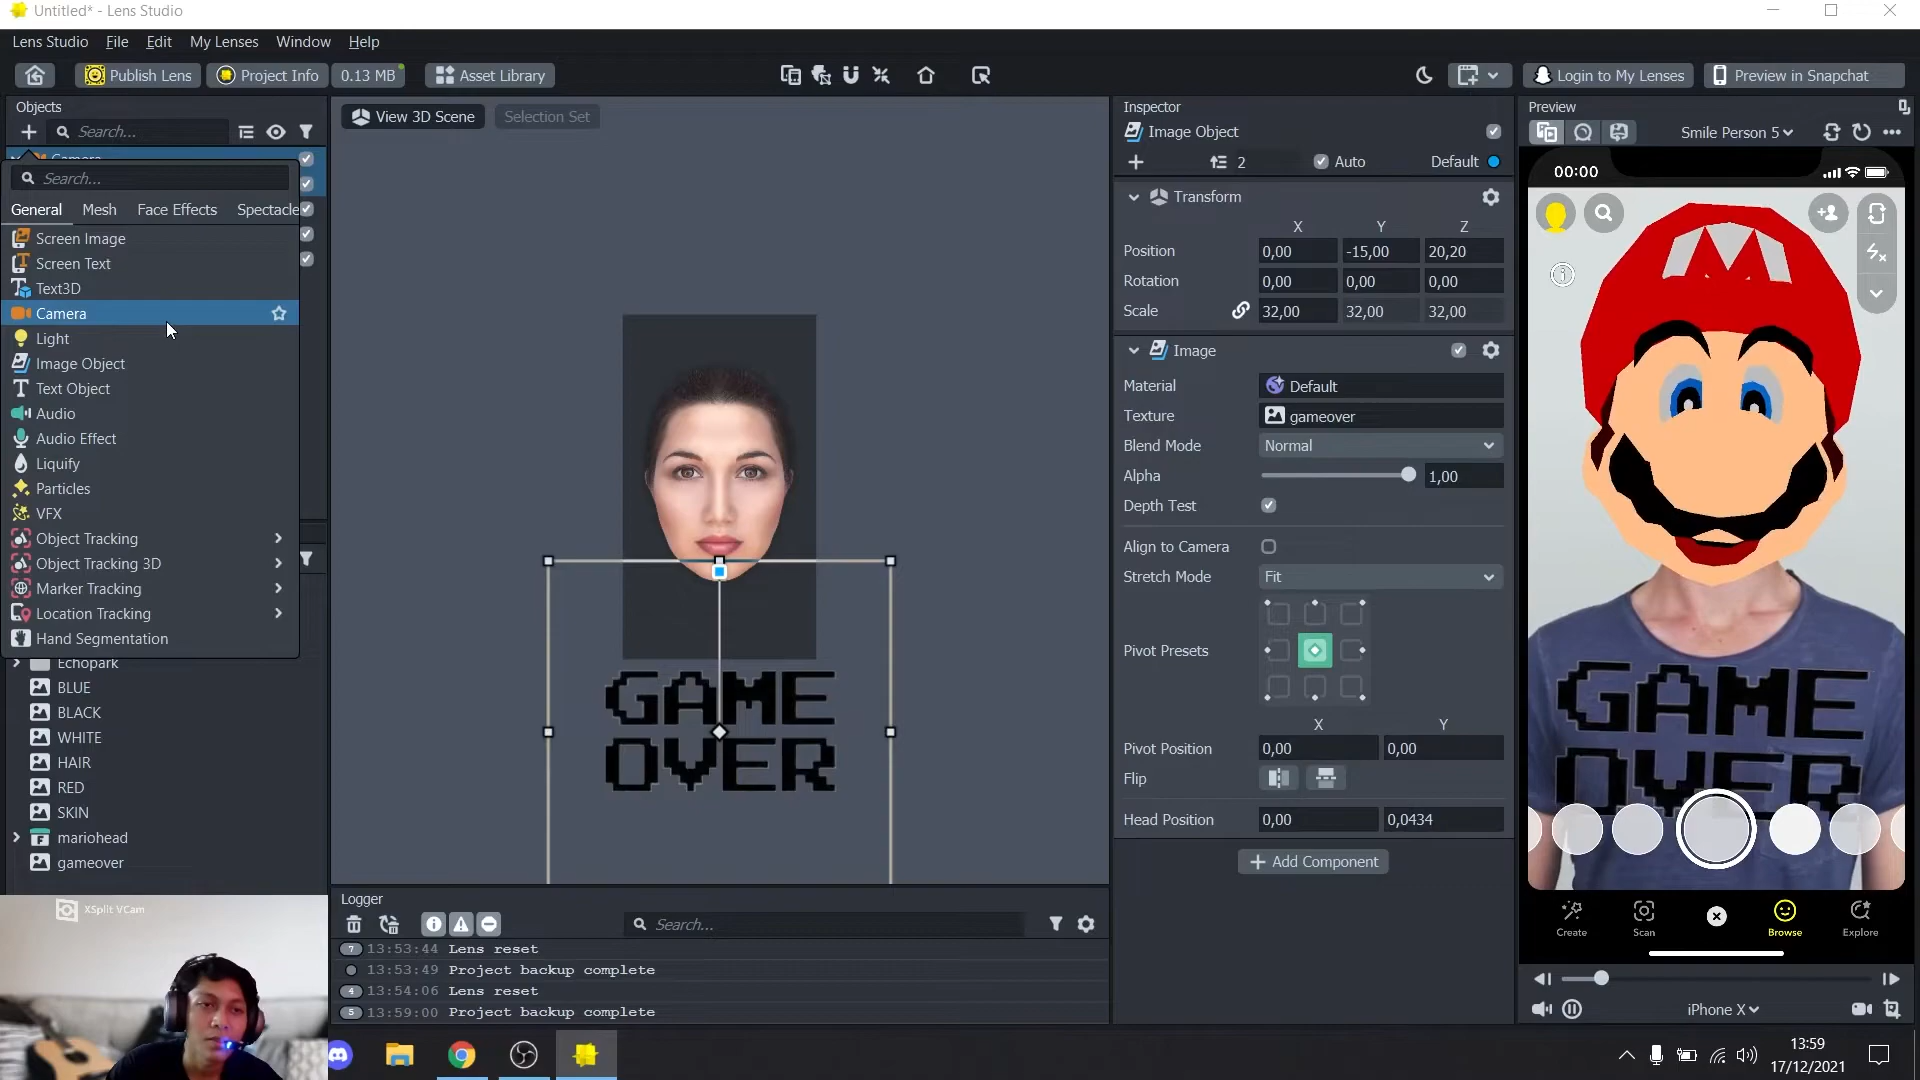 Untitled* - Lens Studio
Lens Studio File Edit My Lenses Window Help
Publish Lens Project Info 0.13 MB Asset Library Login to My Lenses Preview in Snapchat
Objects
Search...
Camera
Search...
General Mesh Face Effects Spectacle
Screen Image
Screen Text
Text3D
Camera
Light
Image Object
Text Object
Audio
Audio Effect
Liquify
Particles
VFX
Object Tracking
Object Tracking 3D
Marker Tracking
Location Tracking
Hand Segmentation
Echopark
BLUE
BLACK
WHITE
HAIR
RED
SKIN
mariohead
gameover
XSplit VCam
View 3D Scene Selection Set
GAME
OVER
Logger
Search...
7 13:53:44 Lens reset
13:53:49 Project backup complete
4 13:54:06 Lens reset
5 13:59:00 Project backup complete
Inspector
Image Object
2 Auto Default
Transform
X Y Z
Position 0,00 -15,00 20,20
Rotation 0,00 0,00 0,00
Scale 32,00 32,00 32,00
Image
Material Default
Texture gameover
Blend Mode Normal
Alpha 1,00
Depth Test
Align to Camera
Stretch Mode Fit
Pivot Presets
X Y
Pivot Position 0,00 0,00
Flip
Head Position 0,00 0,0434
Add Component
Preview
Smile Person 5
00:00
M
GAME
OVER
Create Scan Browse Explore
iPhone X
13:59
17/12/2021